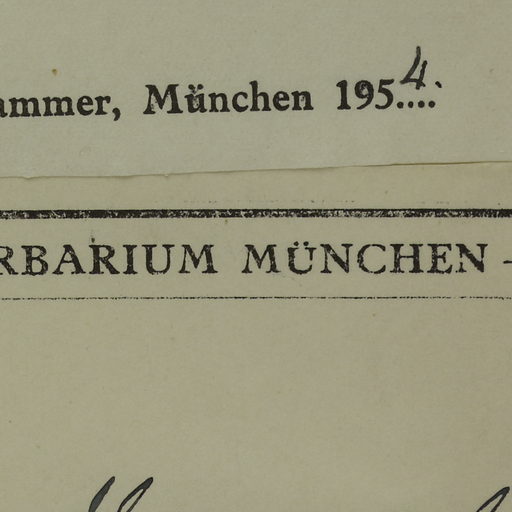 ammer, München 1954.
RBARIUM MÜNCHEN -